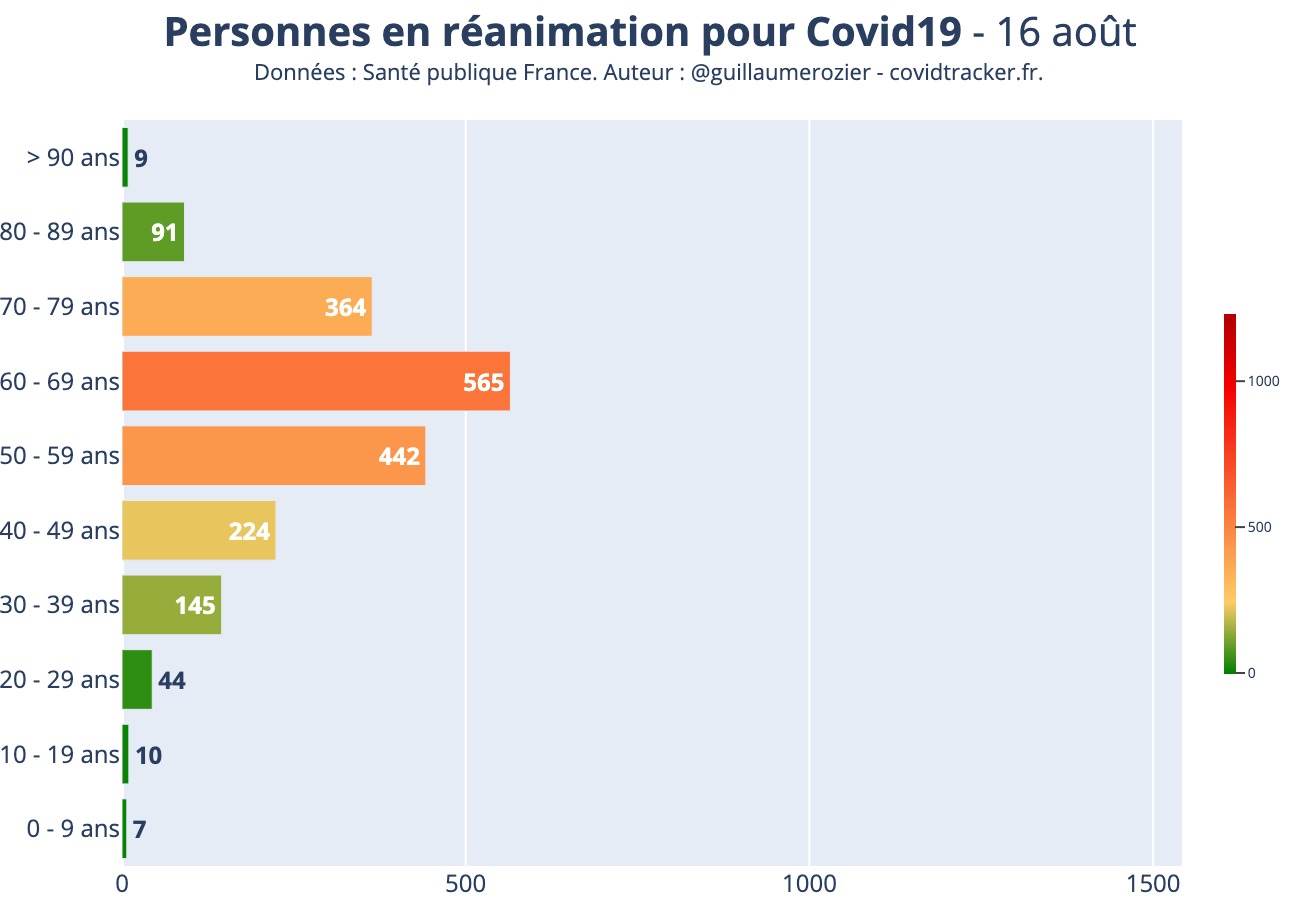 Personnes en réanimation pour Covid19 - 16 août
Données : Santé publique France. Auteur : @guillaumerozier - covidtracker.fr.
> 90 ans 9
80 - 89 ans 91
70 - 79 ans 364
60 - 69 ans 565
50 - 59 ans 442
40 - 49 ans 224
30 - 39 ans 145
20 - 29 ans 44
10 - 19 ans 10
0 - 9 ans 7
0 500 1000 1500
1000
500
0